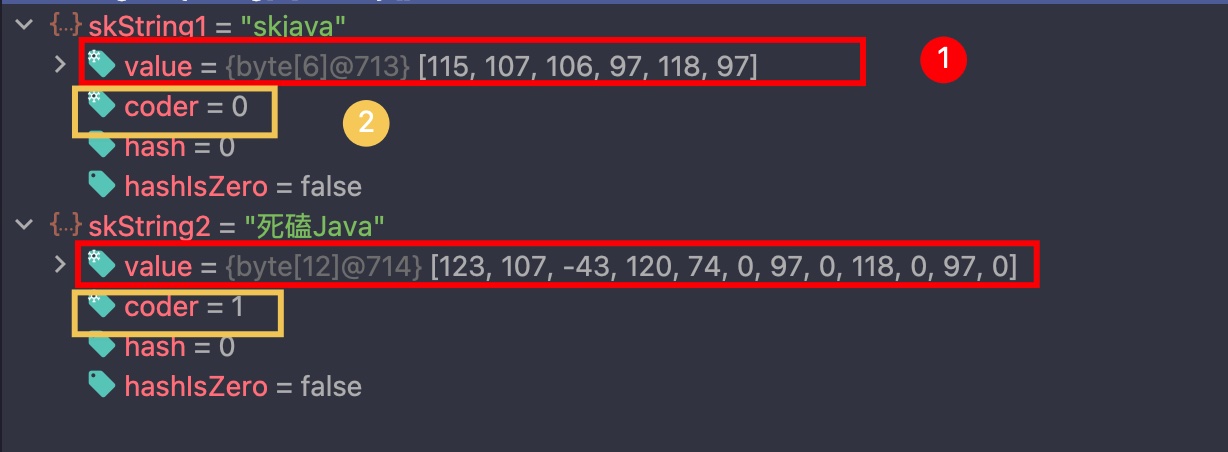 {...} skString1 = "skjava"
value = {byte[6]@713} [115, 107, 106, 97, 118, 97]
1
coder = 0
2
hash = 0
hashIsZero = false
{...} skString2 = "死磕Java"
value = {byte[12]@714} [123, 107, -43, 120, 74, 0, 97, 0, 118, 0, 97, 0]
coder = 1
hash = 0
hashIsZero = false